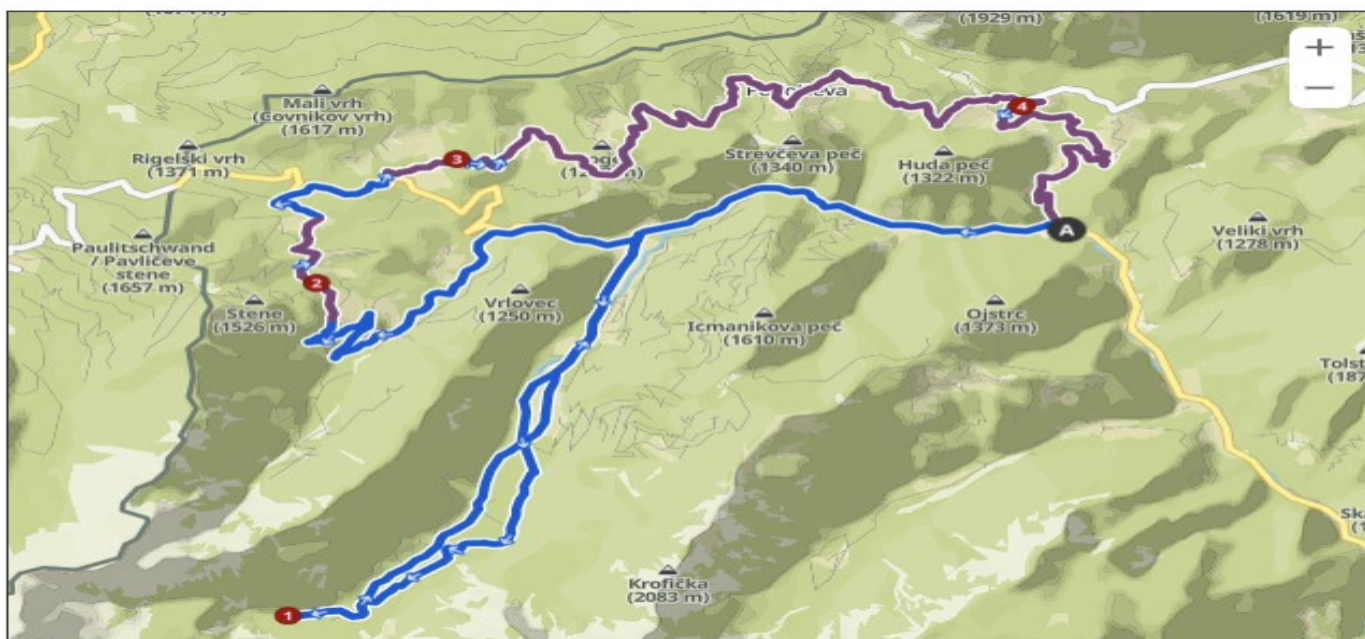 (1929 m)
(1619 m)
+
−
Mali vrh
(Covnikov vrh)
(1617 m)
4
Rigelski vrh
(1371 m)
3
Strevčeva peč
(1340 m)
Huda peč
(1322 m)
A
Veliki vrh
(1278 m)
Paulitschwand
/ Pavličeve
stene
(1657 m)
2
Stene
(1526 m)
Vrlovec
(1250 m)
Icmanikova peč
(1610 m)
Ojstrc
(1373 m)
Krofička
(2083 m)
1